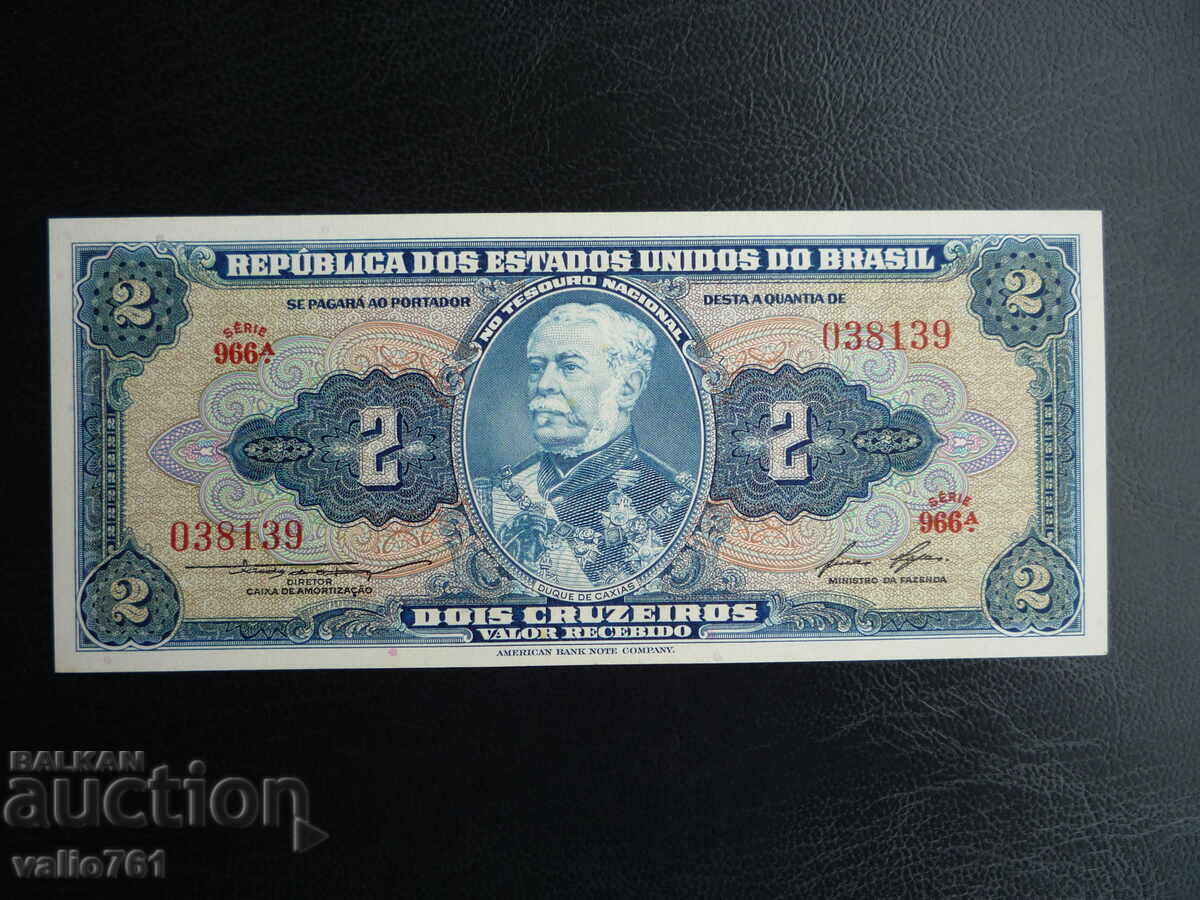 REPÚBLICA DOS ESTADOS UNIDOS DO BRASIL
2
2
SE PAGARÁ AO PORTADOR
NO TESOURO NACIONAL
DESTA A QUANTIA DE
SÉRIE
966A.
038139
2
2
SÉRIE
966A.
038139
DIRETOR
CAIXA DE AMORTIZAÇÃO
MINISTRO DA FAZENDA
DUQUE DE CAXIAS
2
2
DOIS CRUZEIROS
VALOR RECEBIDO
AMERICAN BANK NOTE COMPANY.
BALKAN
auction
valio761